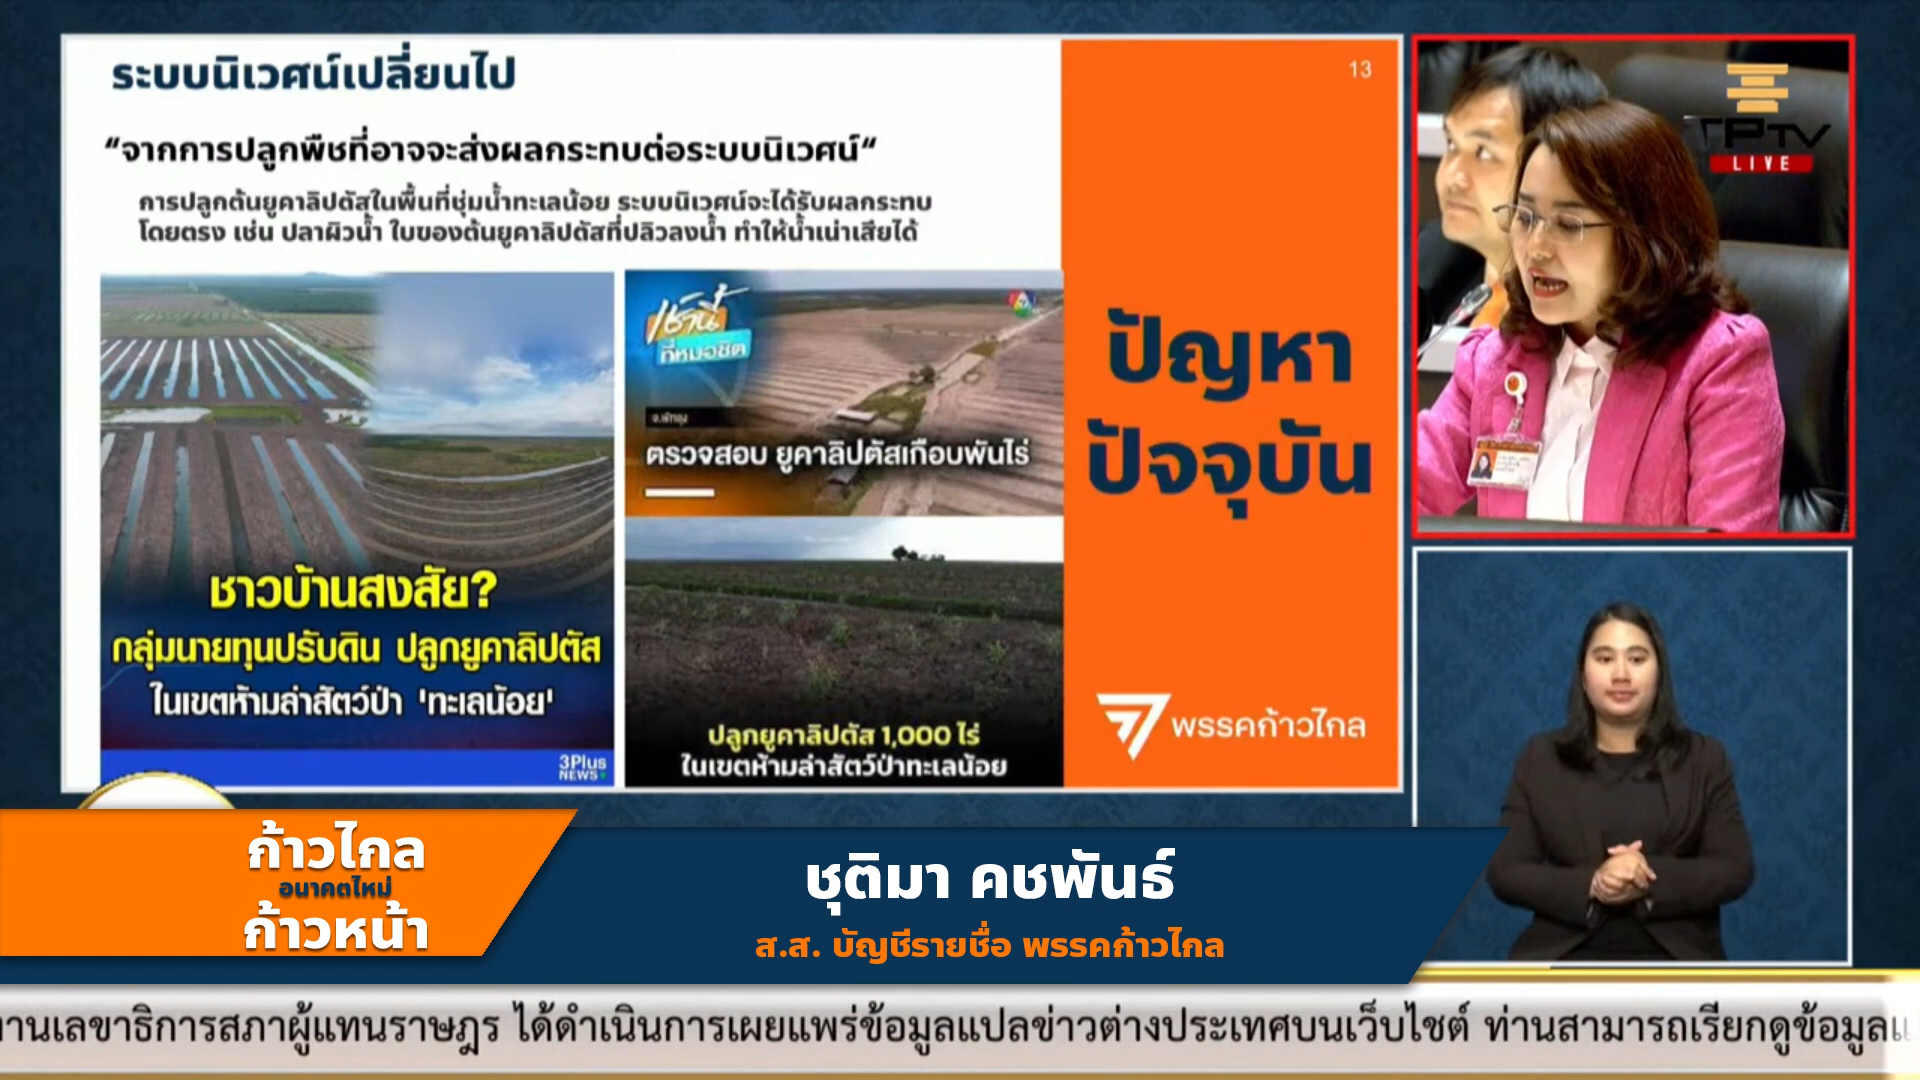 ระบบนิเวศน์เปลี่ยนไป
“จากการปลูกพืชที่อาจจะส่งผลกระทบต่อระบบนิเวศน์“
การปลูกต้นยูคาลิปตัสในพื้นที่ชุ่มน้ำทะเลน้อย ระบบนิเวศน์จะได้รับผลกระทบ
โดยตรง เช่น ปลาผิวน้ำ ใบของต้นยูคาลิปตัสที่ปลิวลงน้ำ ทำให้น้ำเน่าเสียได้
ชาวบ้านสงสัย?
กลุ่มนายทุนปรับดิน ปลูกยูคาลิปตัส
ในเขตห้ามล่าสัตว์ป่า 'ทะเลน้อย'
3Plus
NEWS
เช้านี้
ที่หมอชิต
จ.พัทลุง
ตรวจสอบ ยูคาลิปตัสเกือบพันไร่
ปลูกยูคาลิปตัส 1,000 ไร่
ในเขตห้ามล่าสัตว์ป่าทะเลน้อย
13
ปัญหา
ปัจจุบัน
พรรคก้าวไกล
TPTV
LIVE
ก้าวไกล
อนาคตใหม่
ก้าวหน้า
ชุติมา คชพันธ์
ส.ส. บัญชีรายชื่อ พรรคก้าวไกล
านเลขาธิการสภาผู้แทนราษฎร ได้ดำเนินการเผยแพร่ข้อมูลแปลข่าวต่างประเทศบนเว็บไซต์ ท่านสามารถเรียกดูข้อมูลแ